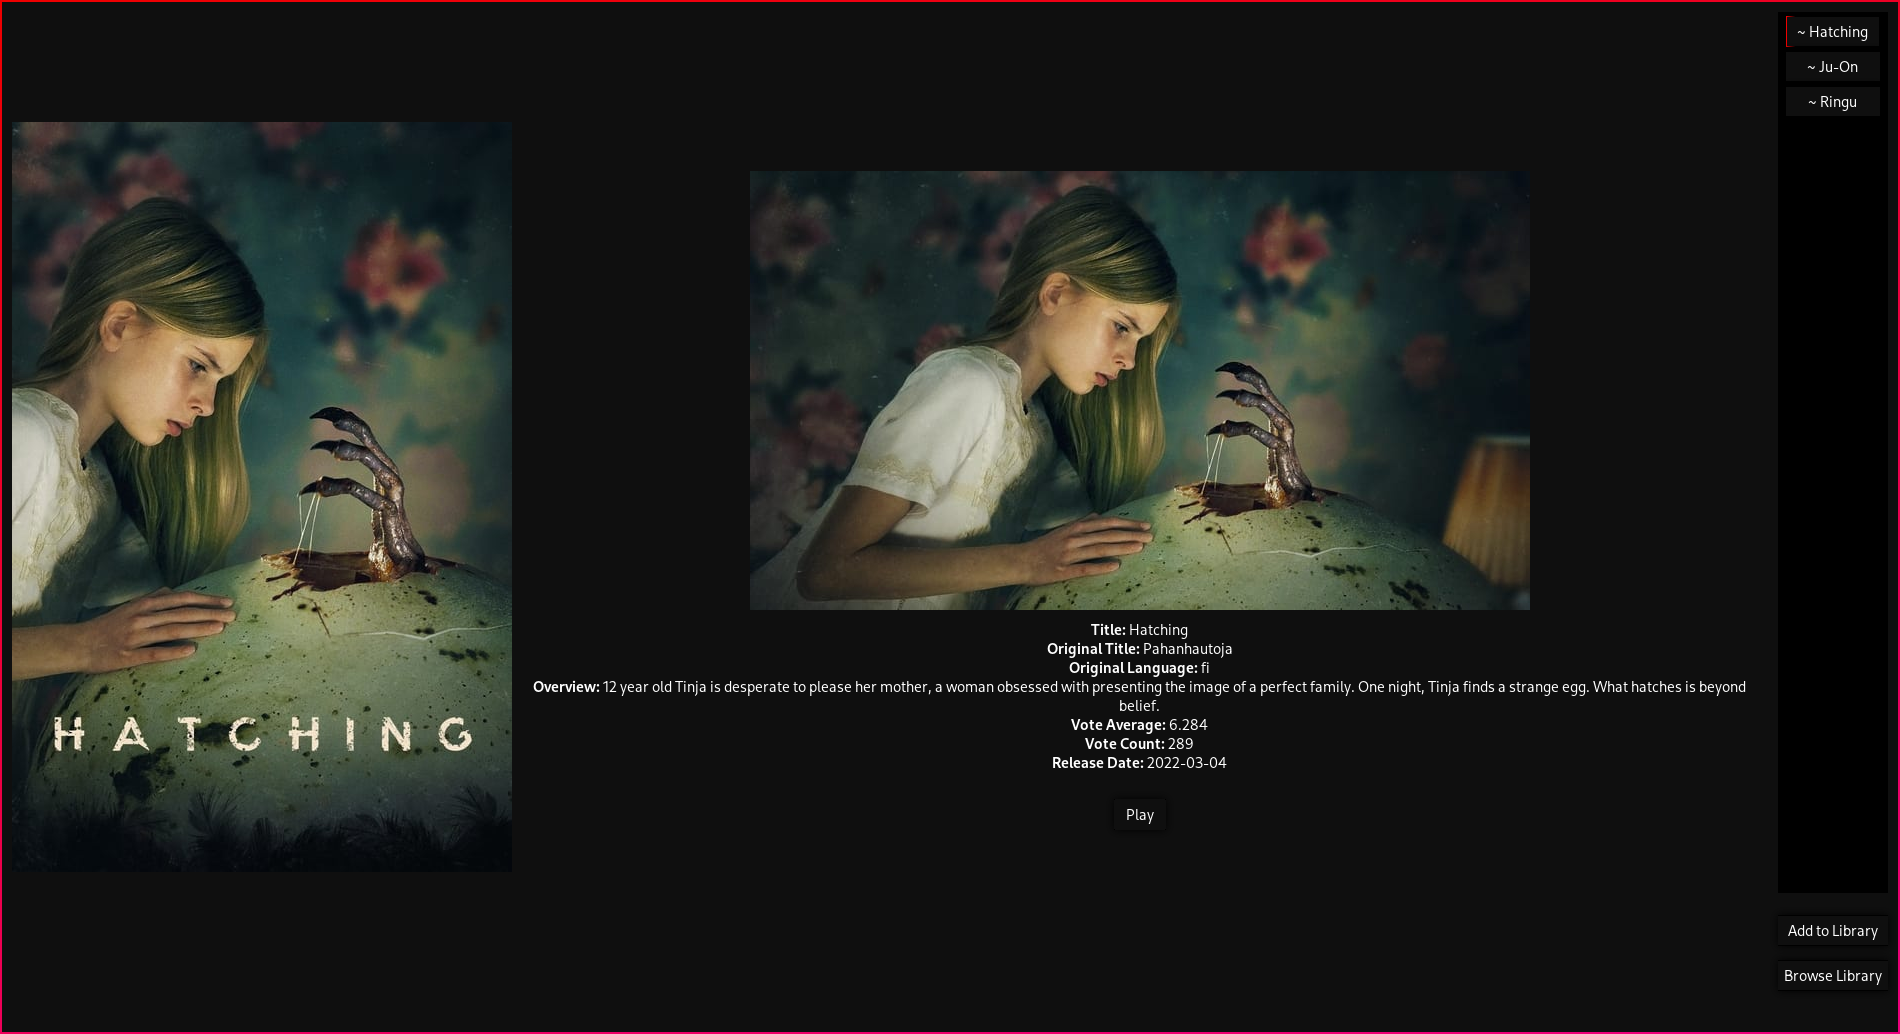 HATCHING
Title: Hatching
Original Title: Pahanhautoja
Original Language: fi
Overview: 12 year old Tinja is desperate to please her mother, a woman obsessed with presenting the image of a perfect family. One night, Tinja finds a strange egg. What hatches is beyond
belief.
Vote Average: 6.284
Vote Count: 289
Release Date: 2022-03-04
Play
~ Hatching
~ Ju-On
~ Ringu
Add to Library
Browse Library